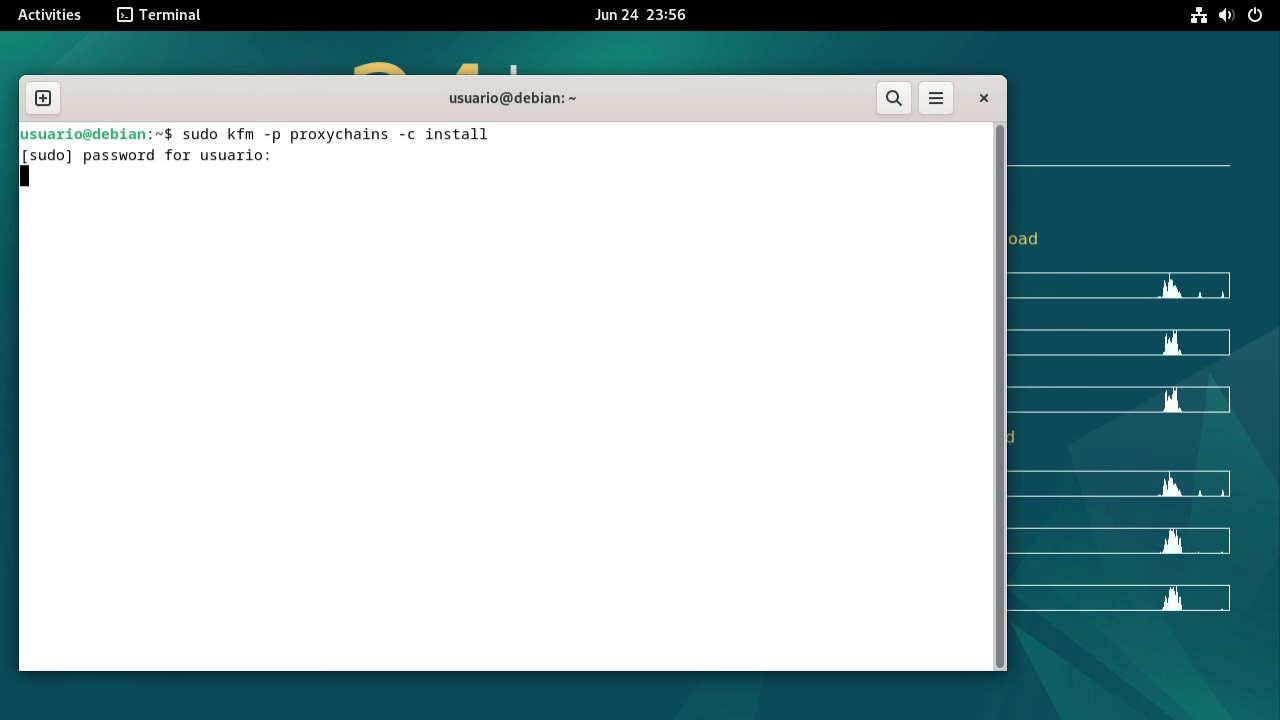 Activities
Terminal
Jun 24 23:56
usuario@debian: ~
usuario@debian:~$ sudo kfm -p proxychains -c install
[sudo] password for usuario:
oad
d